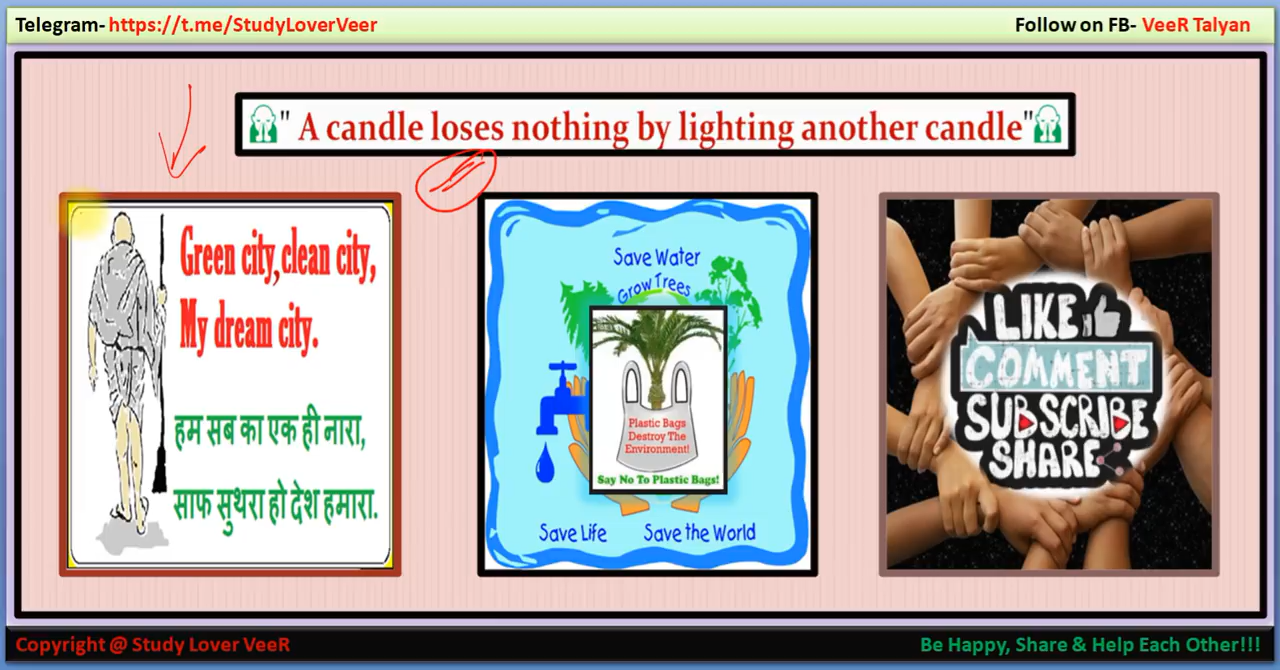 Telegram- https://t.me/StudyLoverVeer
Follow on FB- VeeR Talyan
" A candle loses nothing by lighting another candle"
Green city,clean city,
My dream city.
हम सब का एक ही नारा,
साफ सुथरा हो देश हमारा.
Save Water
Grow Trees
Plastic Bags
Destroy The
Environment!
Say No To Plastic Bags!
Save Life
Save the World
LIKE
COMMENT
SUBSCRIBE
SHARE
Copyright @ Study Lover VeeR
Be Happy, Share & Help Each Other!!!